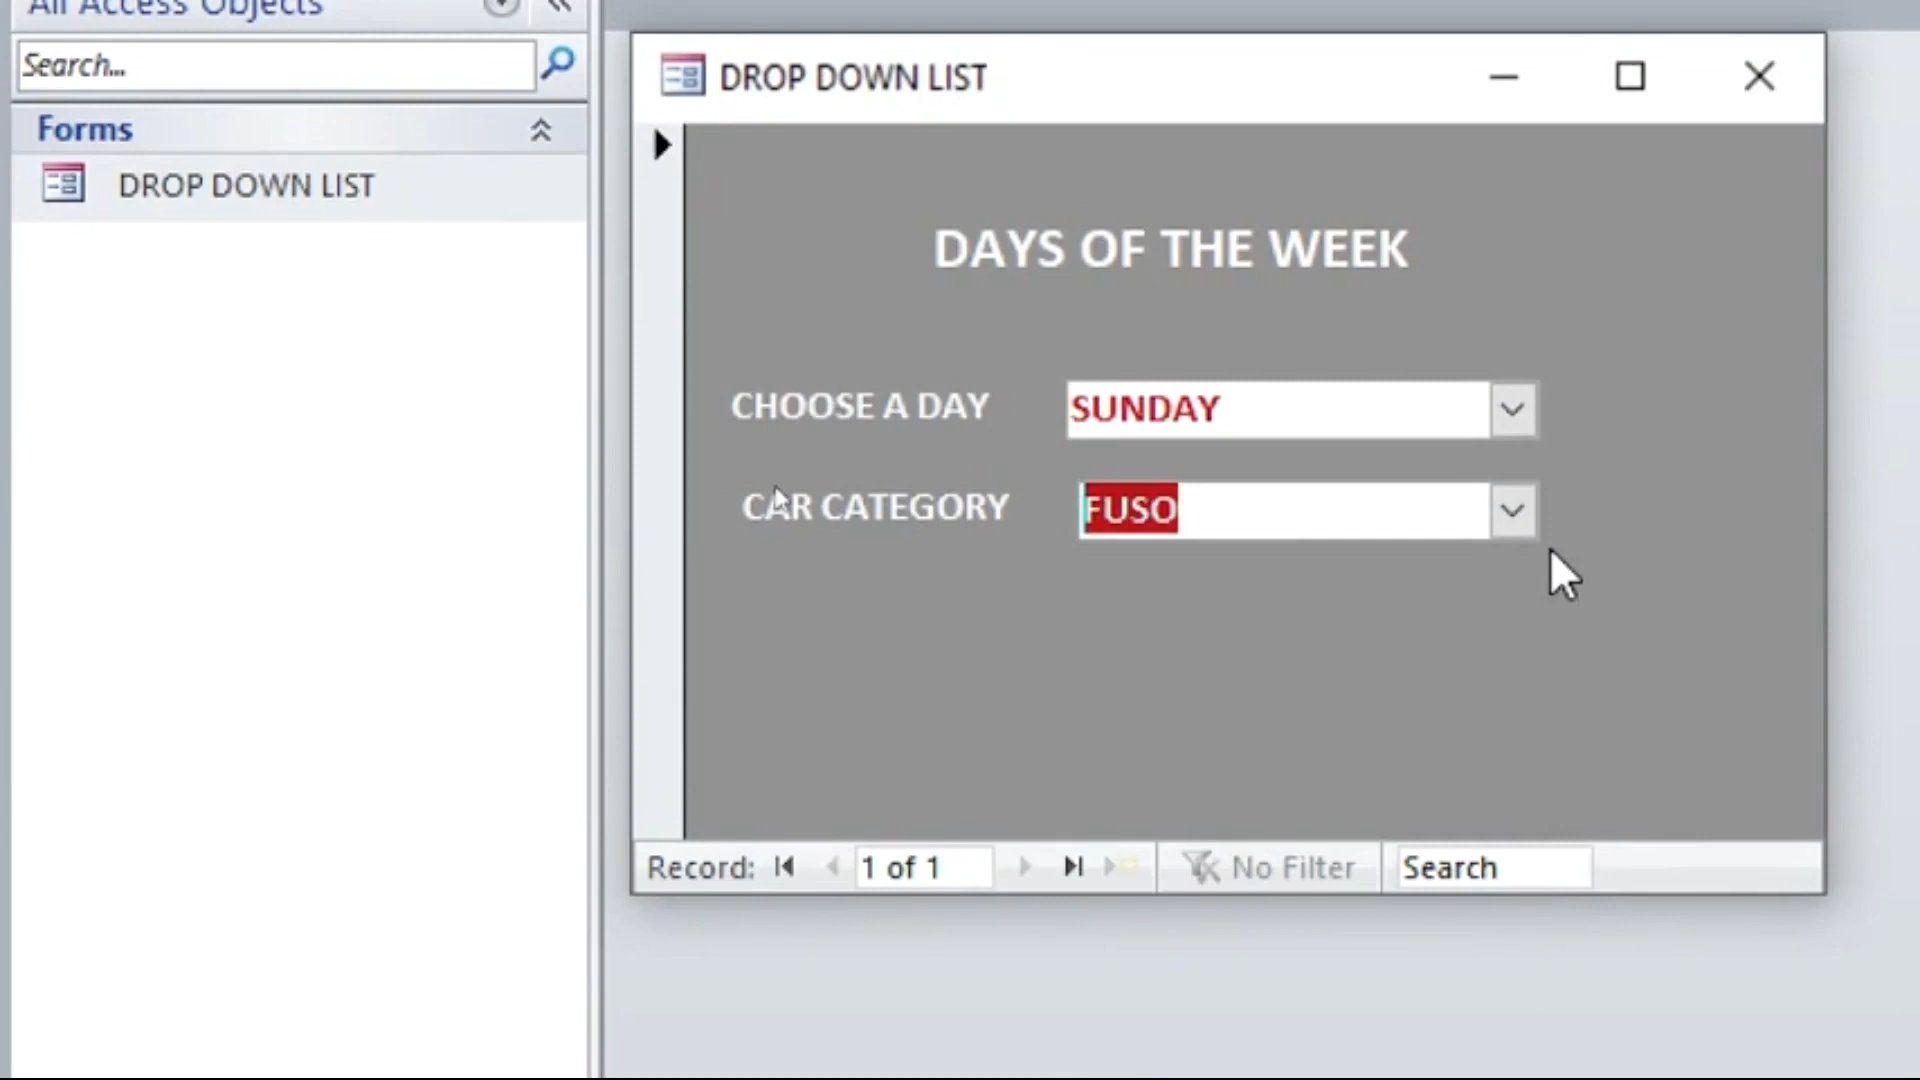 All Access Objects
Search...
Forms
DROP DOWN LIST
DROP DOWN LIST
DAYS OF THE WEEK
CHOOSE A DAY SUNDAY
CAR CATEGORY FUSO
Record: 1 of 1 No Filter Search